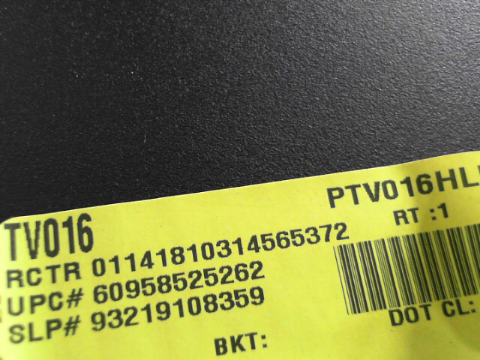 PTV016HL
TV016
RT :1
RCTR 01141810314565372
UPC# 60958525262
SLP# 93219108359
DOT CL:
BKT: